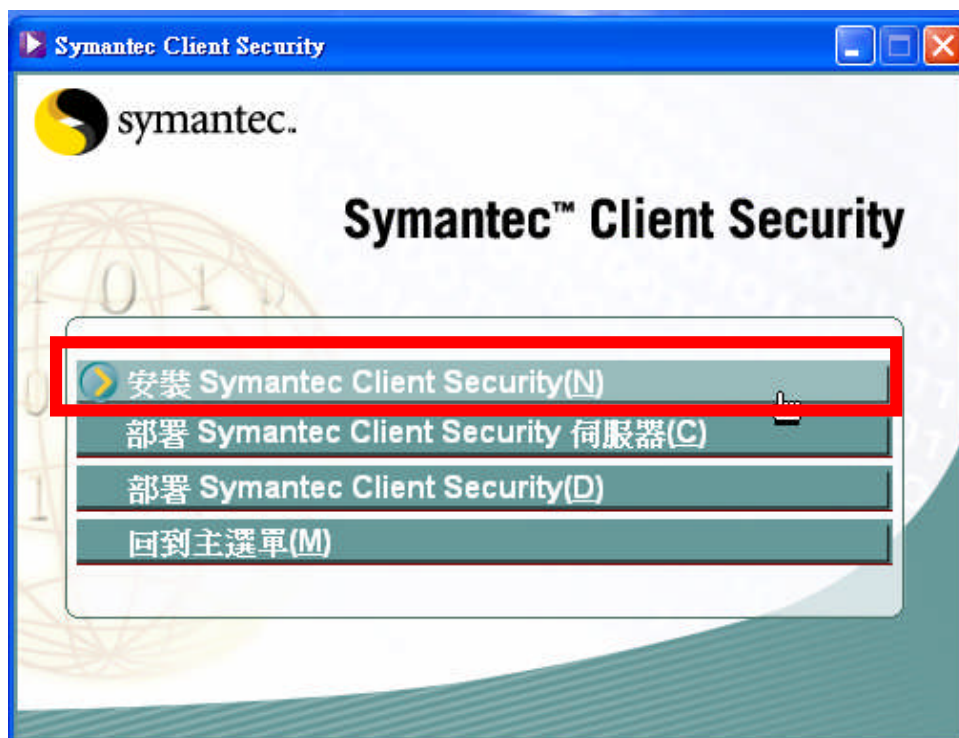 Symantec Client Security
symantec.
Symantec™ Client Security
安裝 Symantec Client Security(N)
部署 Symantec Client Security 伺服器(C)
部署 Symantec Client Security(D)
回到主選單(M)